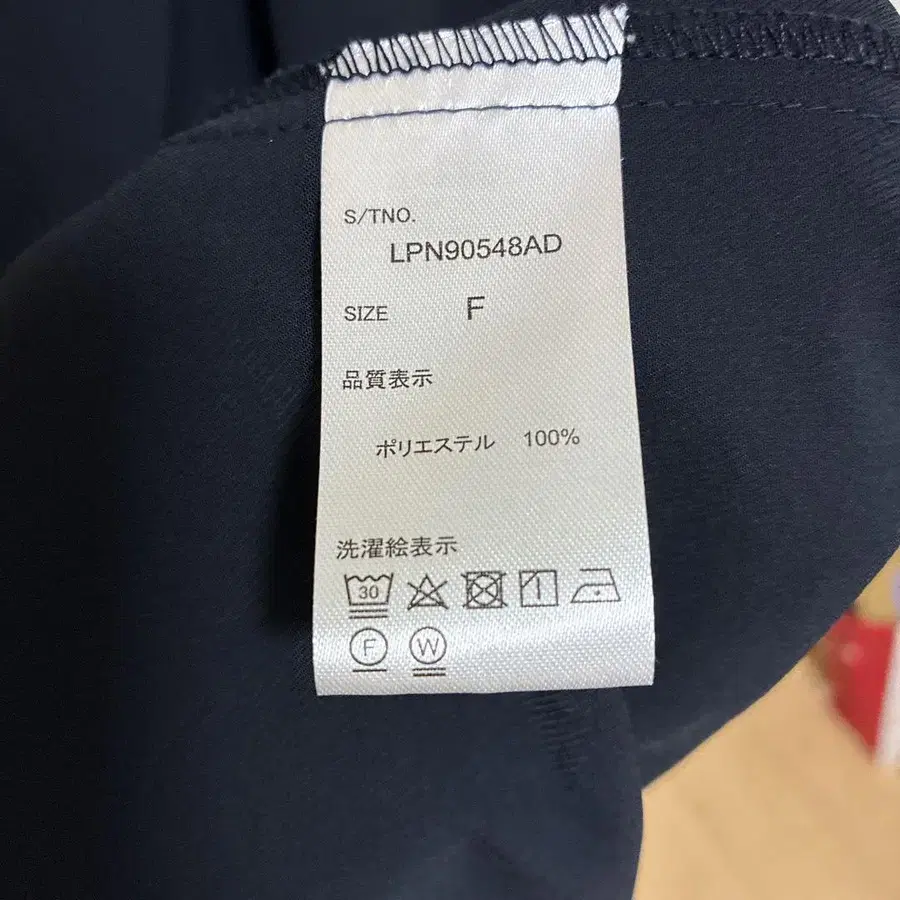 S/TNO.
LPN90548AD
SIZE F
品質表示
ポリエステル 100%
洗濯絵表示
30
F W